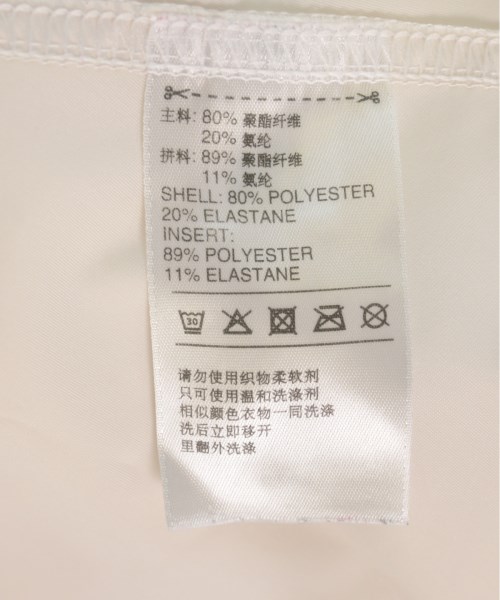 主料: 80% 聚酯纤维
20% 氨纶
拼料: 89% 聚酯纤维
11% 氨纶
SHELL: 80% POLYESTER
20% ELASTANE
INSERT:
89% POLYESTER
11% ELASTANE
30
请勿使用织物柔软剂
只可使用温和洗涤剂
相似颜色衣物一同洗涤
洗后立即移开
里翻外洗涤